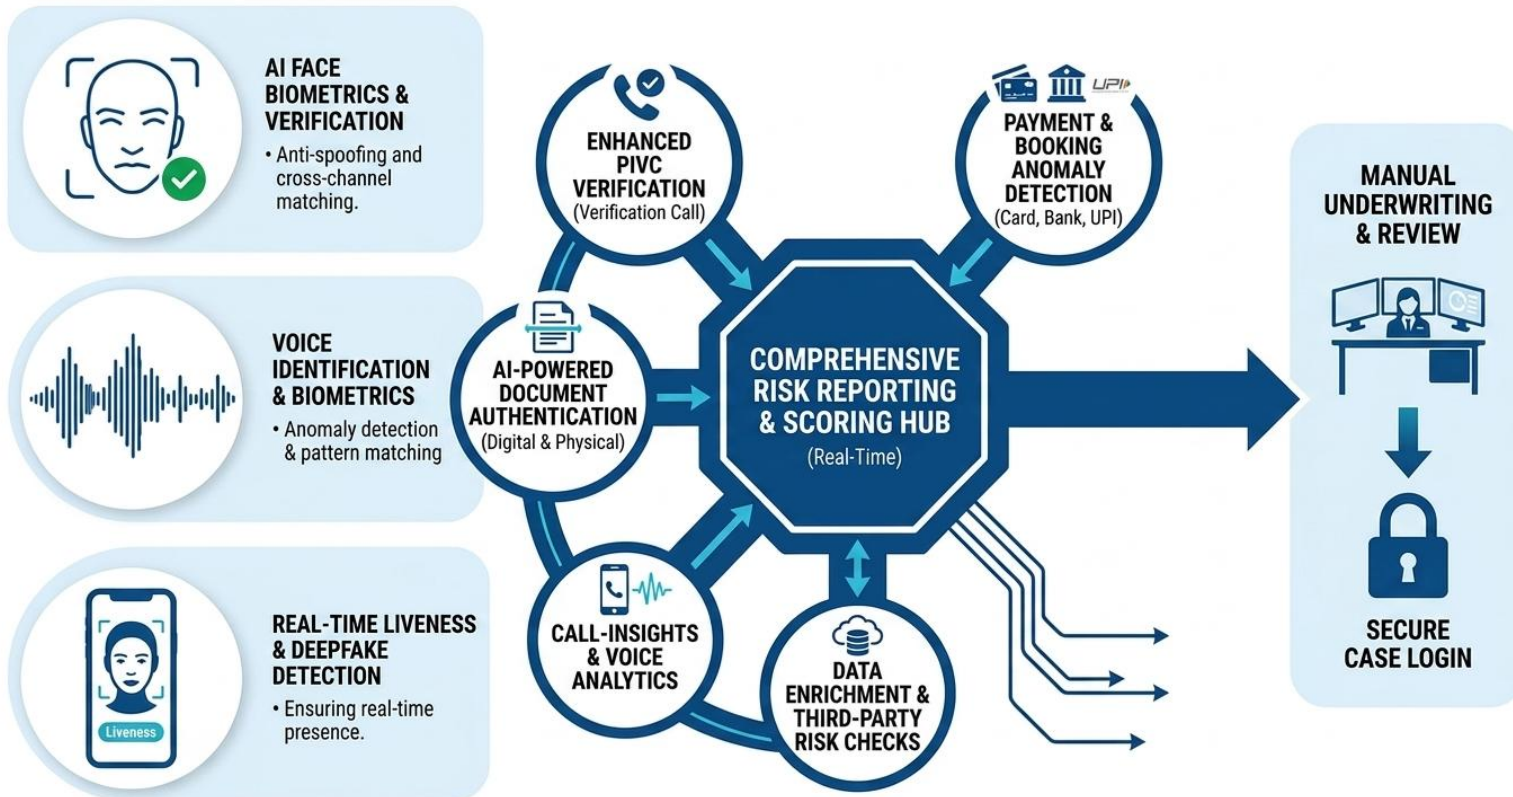 AI FACE
BIOMETRICS &
VERIFICATION
• Anti-spoofing and
cross-channel
matching.
VOICE
IDENTIFICATION
& BIOMETRICS
• Anomaly detection
& pattern matching
REAL-TIME LIVENESS
& DEEPFAKE
DETECTION
• Ensuring real-time
presence.
Liveness
ENHANCED
PIVC
VERIFICATION
(Verification Call)
UPI
PAYMENT &
BOOKING
ANOMALY
DETECTION
(Card, Bank, UPI)
AI-POWERED
DOCUMENT
AUTHENTICATION
(Digital & Physical)
COMPREHENSIVE
RISK REPORTING
& SCORING HUB
(Real-Time)
CALL-INSIGHTS
& VOICE
ANALYTICS
DATA
ENRICHMENT &
THIRD-PARTY
RISK CHECKS
MANUAL
UNDERWRITING
& REVIEW
SECURE
CASE LOGIN